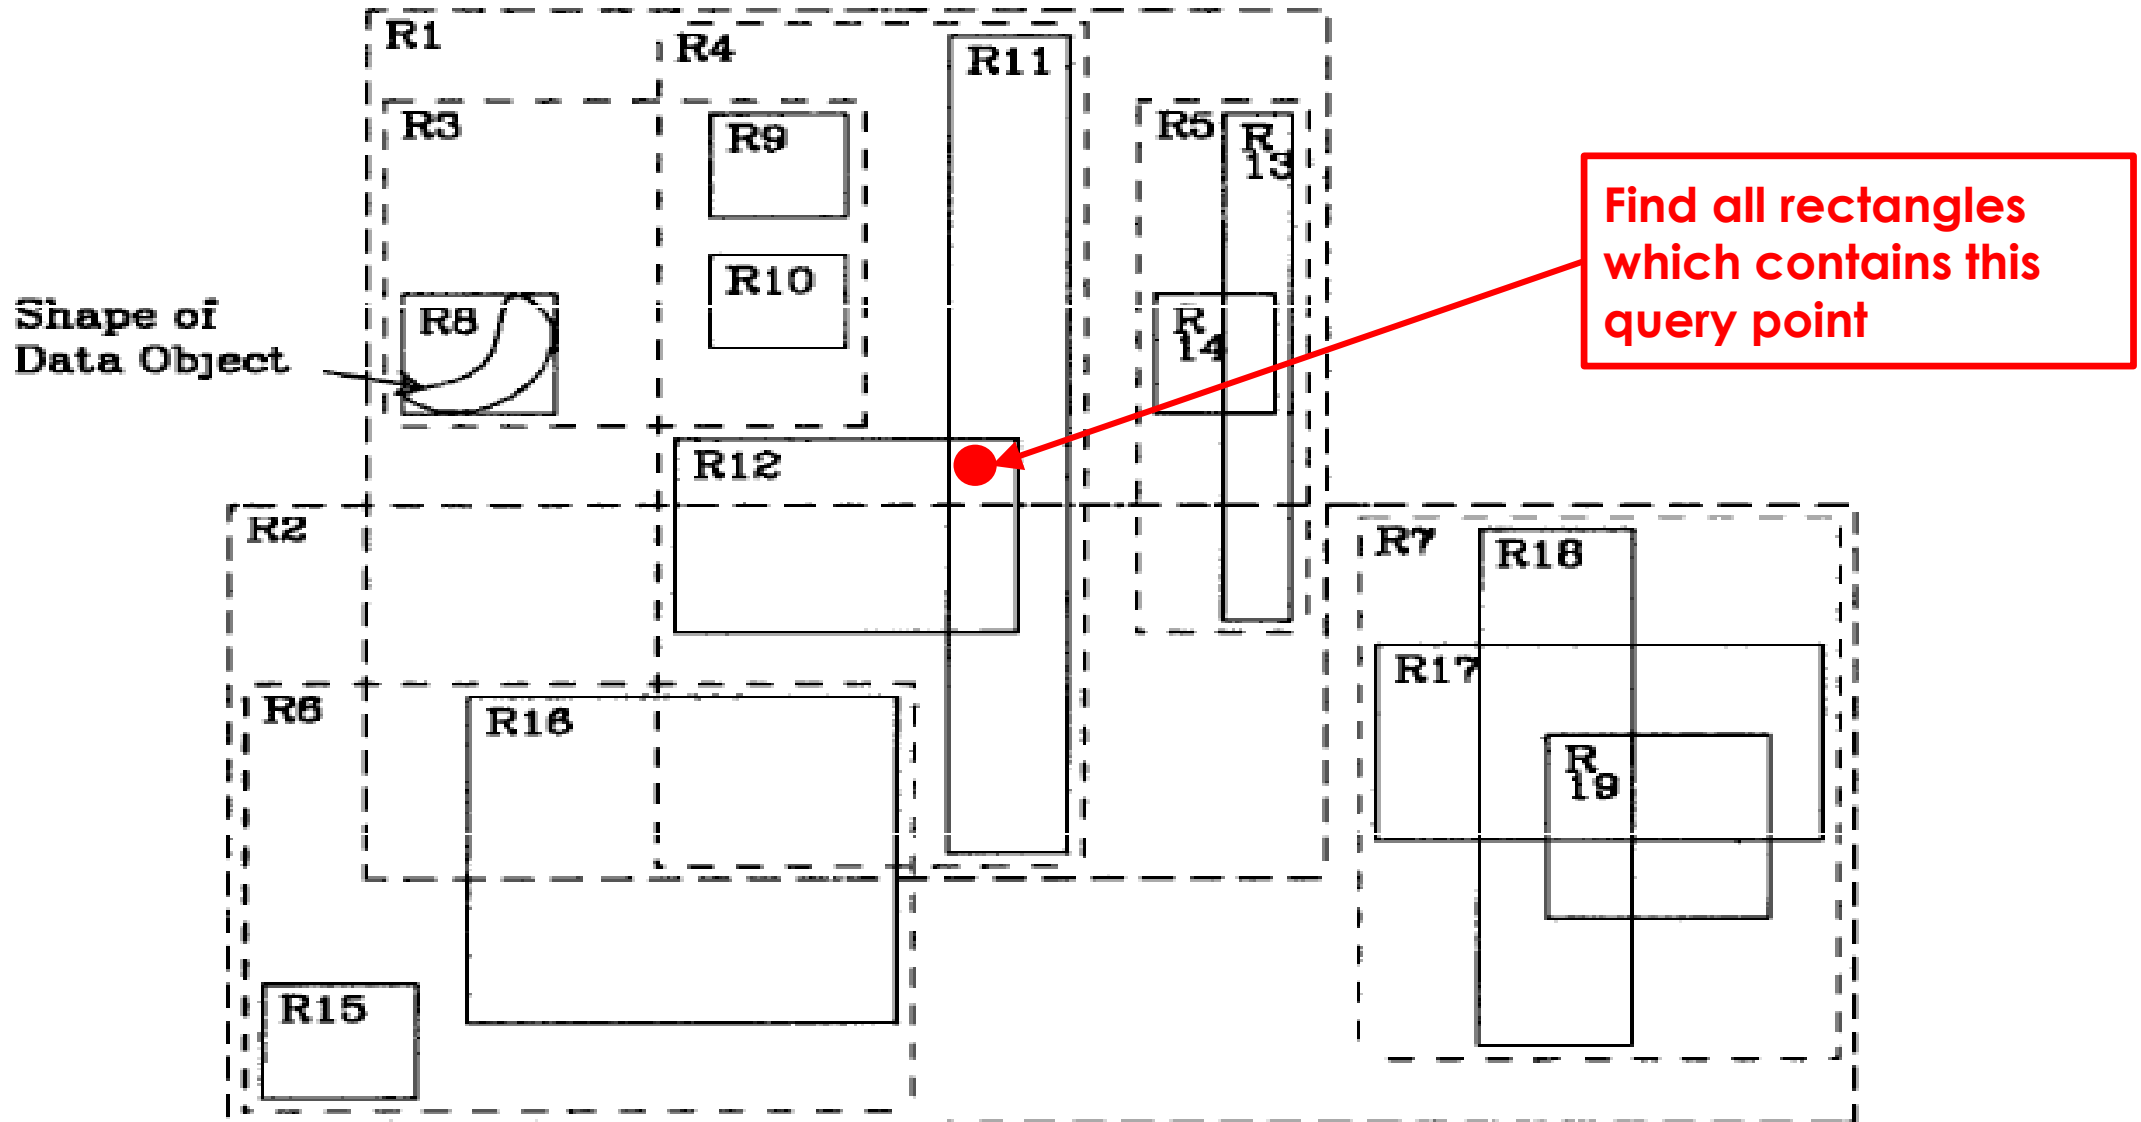 R1
R4
R11
R3
R9
R5
R
13
Find all rectangles
which contains this
query point
R10
Shape of
Data Object
R8
R
14
R12
R2
R7
R18
R17
R6
R16
R
19
R15